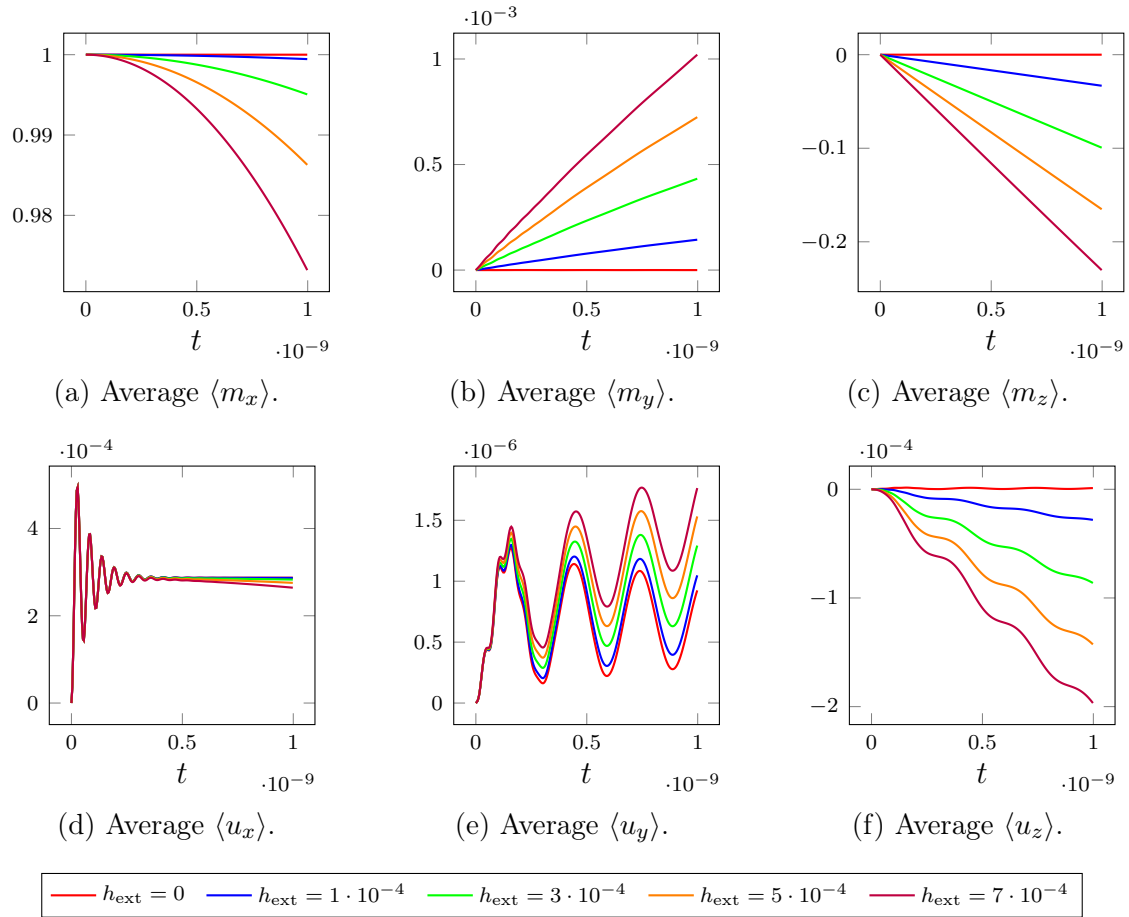 ·10⁻³
1
0.99
0.98
0 0.5 1
t
·10⁻⁹
(a) Average ⟨m_x⟩.
1
0.5
0
0 0.5 1
t
·10⁻⁹
(b) Average ⟨m_y⟩.
0
−0.1
−0.2
0 0.5 1
t
·10⁻⁹
(c) Average ⟨m_z⟩.
·10⁻⁴
4
2
0
0 0.5 1
t
·10⁻⁹
(d) Average ⟨u_x⟩.
·10⁻⁶
1.5
1
0.5
0
0 0.5 1
t
·10⁻⁹
(e) Average ⟨u_y⟩.
·10⁻⁴
0
−1
−2
0 0.5 1
t
·10⁻⁹
(f) Average ⟨u_z⟩.
h_ext = 0 h_ext = 1 · 10⁻⁴ h_ext = 3 · 10⁻⁴ h_ext = 5 · 10⁻⁴ h_ext = 7 · 10⁻⁴